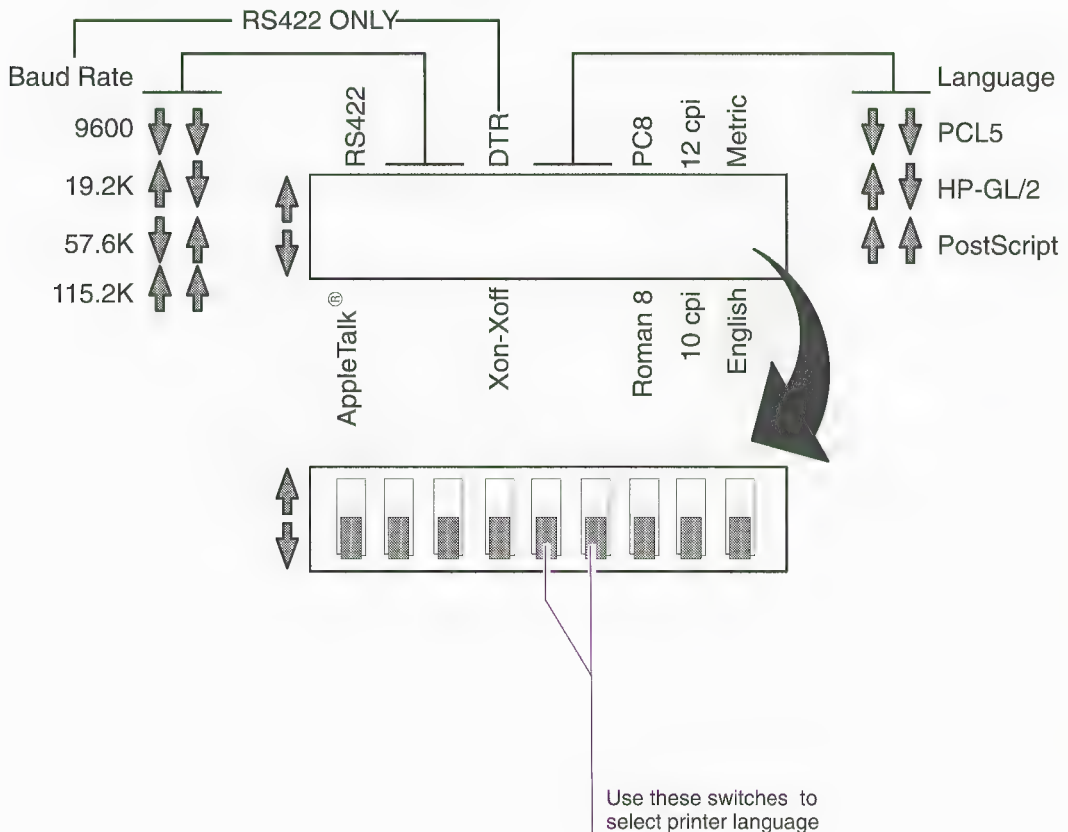 RS422 ONLY
Baud Rate
9600
19.2K
57.6K
115.2K
RS422
DTR
PC8
12 cpi
Metric
Language
PCL5
HP-GL/2
PostScript
AppleTalk®
Xon-Xoff
Roman 8
10 cpi
English
Use these switches to
select printer language